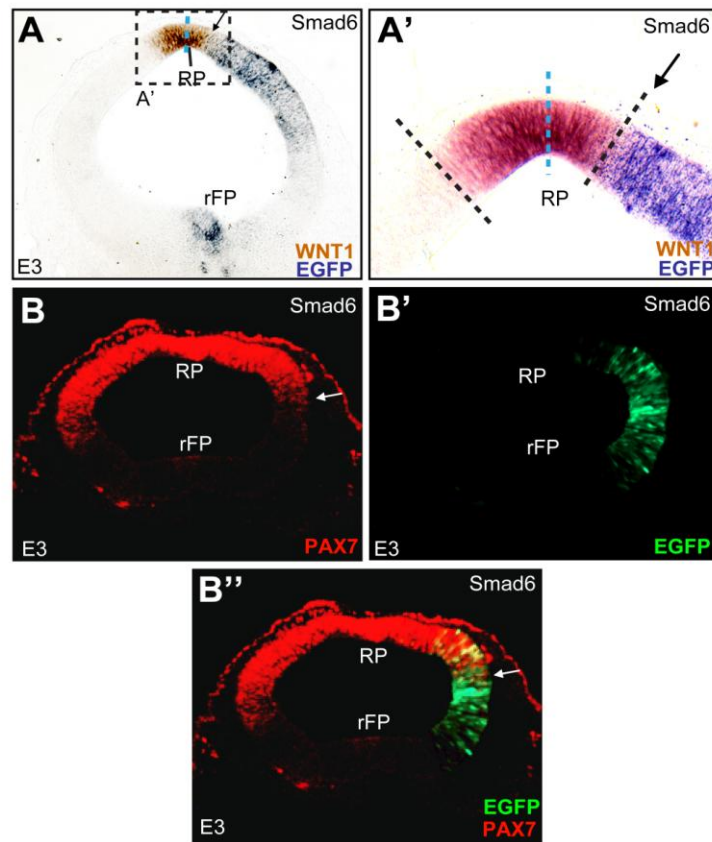 A
Smad6
RP
A'
rFP
E3
WNT1
EGFP
A'
Smad6
RP
WNT1
EGFP
B
Smad6
RP
rFP
E3
PAX7
B'
Smad6
RP
rFP
E3
EGFP
B''
Smad6
RP
rFP
E3
EGFP
PAX7